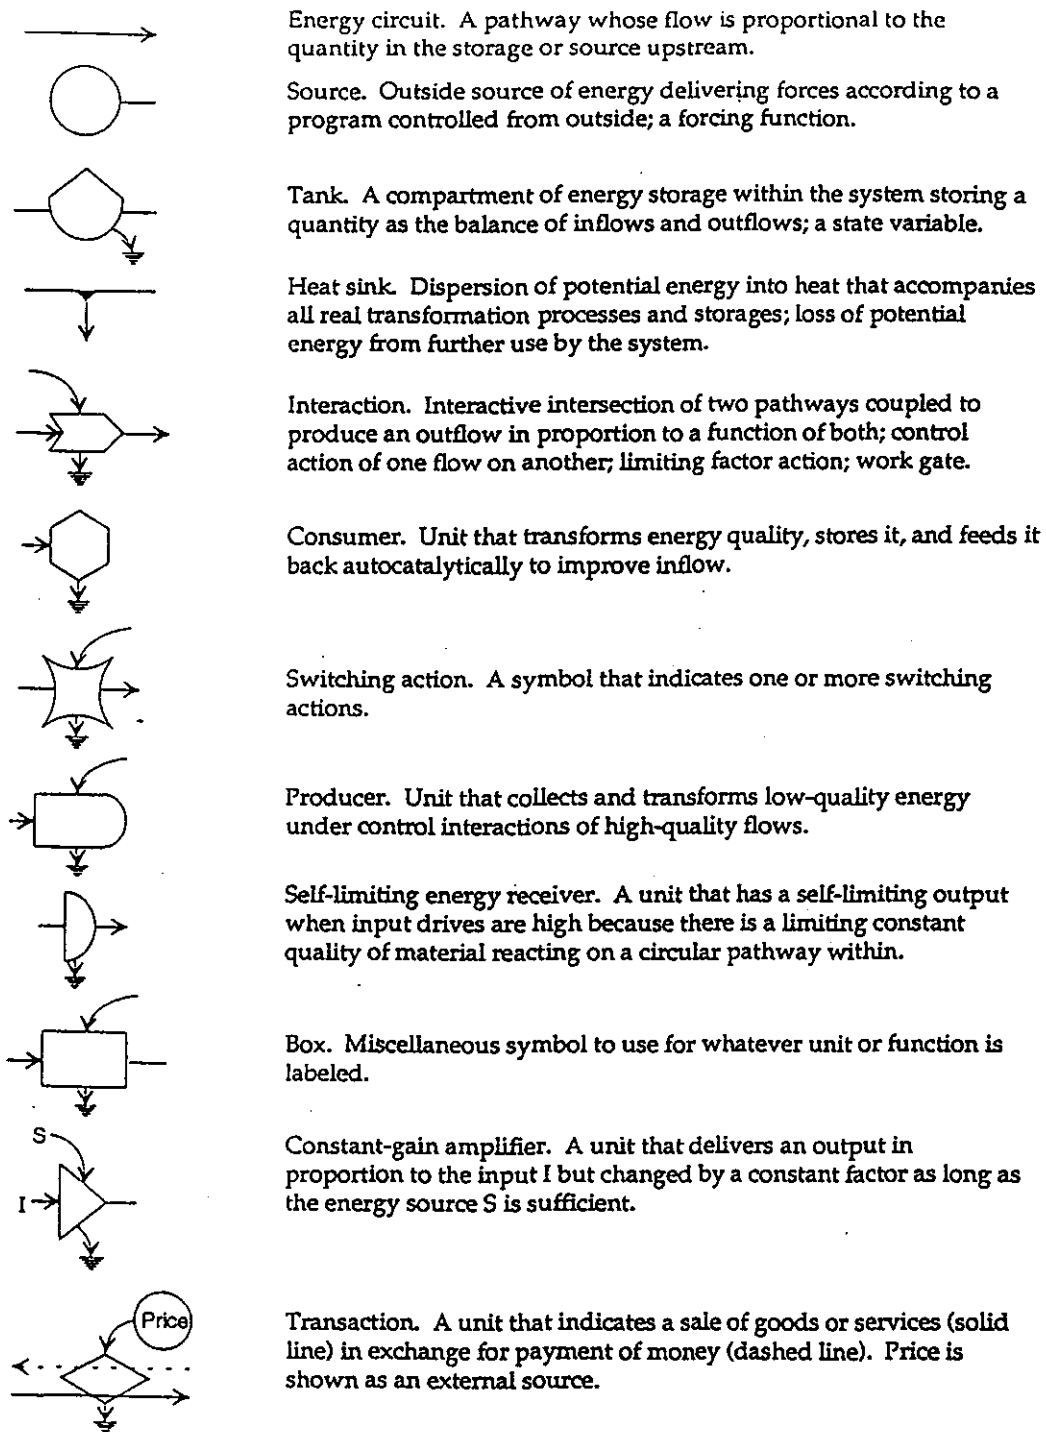 Energy circuit. A pathway whose flow is proportional to the
quantity in the storage or source upstream.
Source. Outside source of energy delivering forces according to a
program controlled from outside; a forcing function.
Tank. A compartment of energy storage within the system storing a
quantity as the balance of inflows and outflows; a state variable.
Heat sink. Dispersion of potential energy into heat that accompanies
all real transformation processes and storages; loss of potential
energy from further use by the system.
Interaction. Interactive intersection of two pathways coupled to
produce an outflow in proportion to a function of both; control
action of one flow on another; limiting factor action; work gate.
Consumer. Unit that transforms energy quality, stores it, and feeds it
back autocatalytically to improve inflow.
Switching action. A symbol that indicates one or more switching
actions.
Producer. Unit that collects and transforms low-quality energy
under control interactions of high-quality flows.
Self-limiting energy receiver. A unit that has a self-limiting output
when input drives are high because there is a limiting constant
quality of material reacting on a circular pathway within.
Box. Miscellaneous symbol to use for whatever unit or function is
labeled.
S
I
Constant-gain amplifier. A unit that delivers an output in
proportion to the input I but changed by a constant factor as long as
the energy source S is sufficient.
Price
Transaction. A unit that indicates a sale of goods or services (solid
line) in exchange for payment of money (dashed line). Price is
shown as an external source.